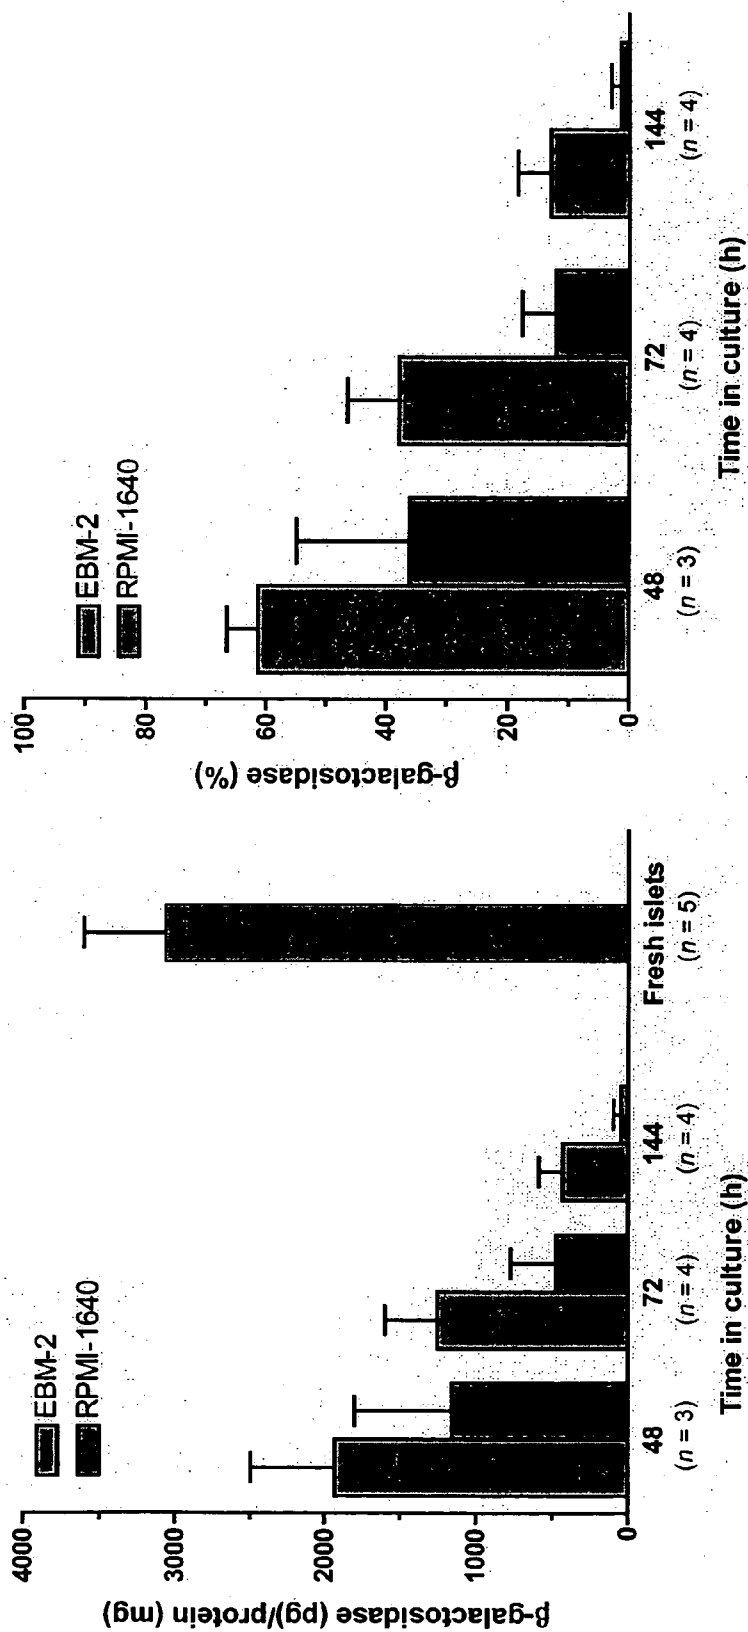 β-galactosidase (pg)/protein (mg)
4000
3000
2000
1000
0
EBM-2
RPMI-1640
48
(n = 3)
72
(n = 4)
144
(n = 4)
Fresh islets
(n = 5)
Time in culture (h)
β-galactosidase (%)
100
80
60
40
20
0
EBM-2
RPMI-1640
48
(n = 3)
72
(n = 4)
144
(n = 4)
Time in culture (h)